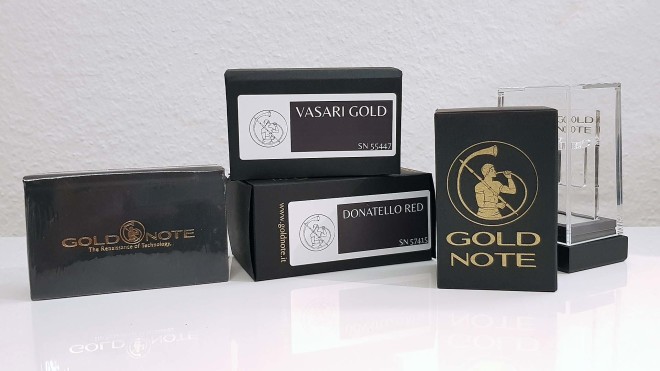 GOLD NOTE
The Renaissance of Technology.
VASARI GOLD
SN 55447
www.goldnote.it
DONATELLO RED
SN 57415
GOLD
NOTE
GOLD
NOTE